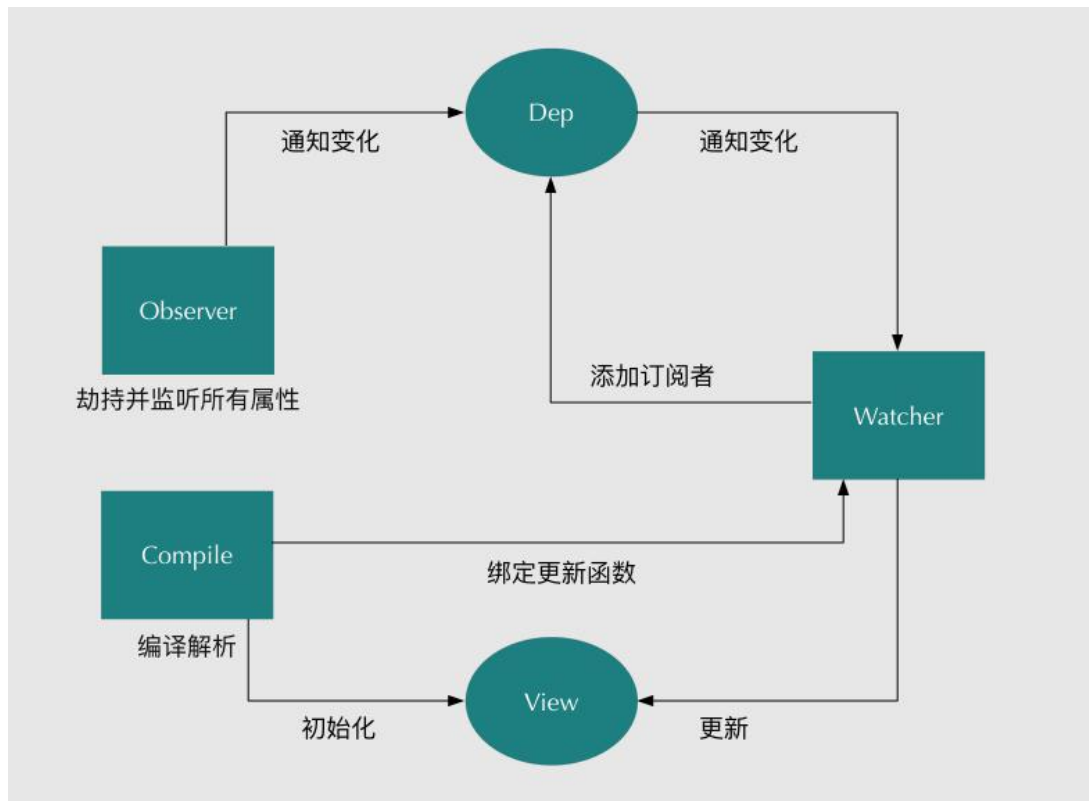 Dep
通知变化
通知变化
Observer
劫持并监听所有属性
添加订阅者
Watcher
Compile
绑定更新函数
编译解析
View
初始化
更新